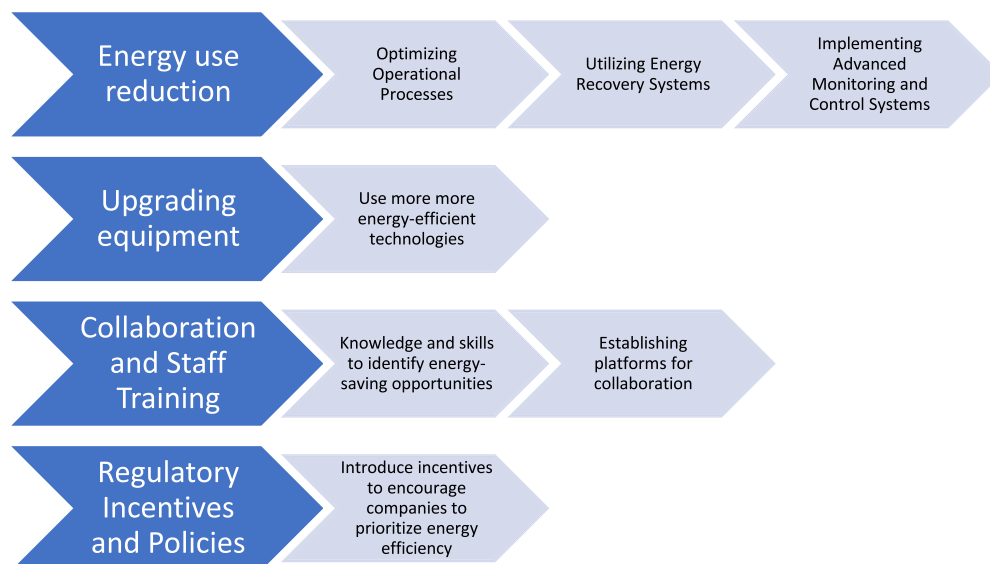 Energy use
reduction
Optimizing
Operational
Processes
Utilizing Energy
Recovery Systems
Implementing
Advanced
Monitoring and
Control Systems
Upgrading
equipment
Use more more
energy-efficient
technologies
Collaboration
and Staff
Training
Knowledge and skills
to identify energy-
saving opportunities
Establishing
platforms for
collaboration
Regulatory
Incentives
and Policies
Introduce incentives
to encourage
companies to
prioritize energy
efficiency